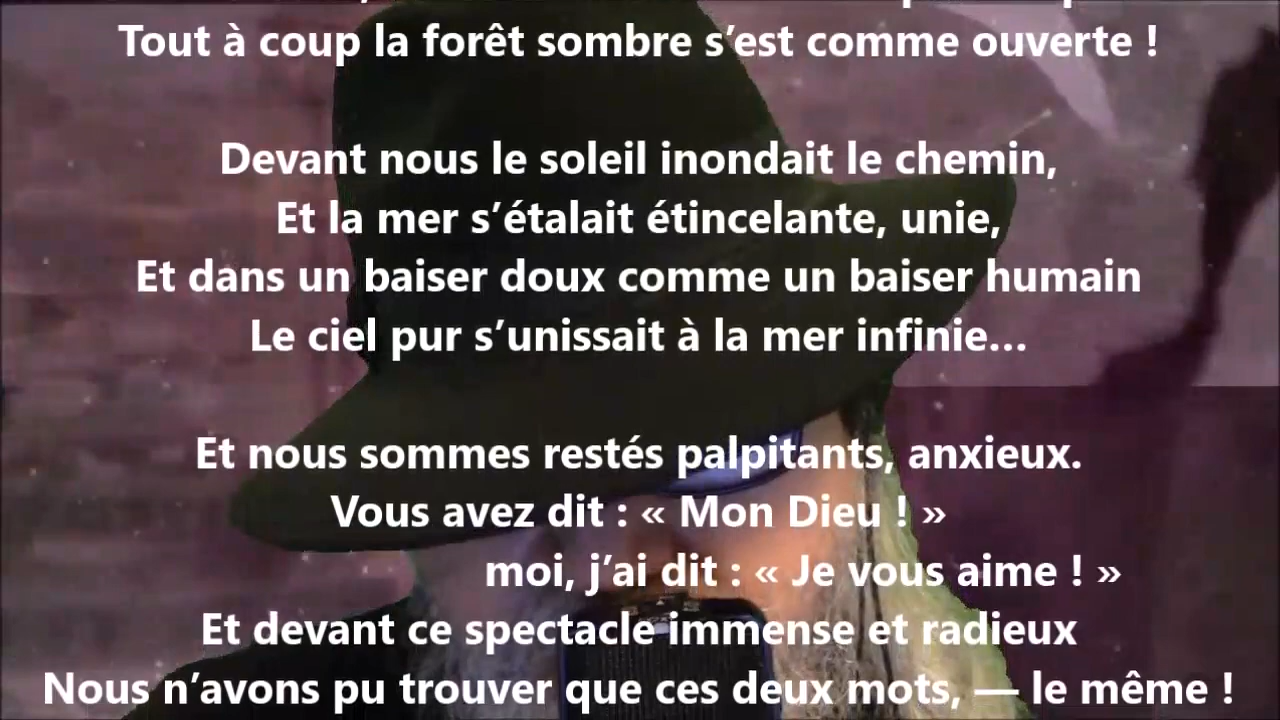 Tout à coup la forêt sombre s’est comme ouverte !
Devant nous le soleil inondait le chemin,
Et la mer s’étalait étincelante, unie,
Et dans un baiser doux comme un baiser humain
Le ciel pur s’unissait à la mer infinie...
Et nous sommes restés palpitants, anxieux.
Vous avez dit : « Mon Dieu ! »
moi, j’ai dit : « Je vous aime ! »
Et devant ce spectacle immense et radieux
Nous n’avons pu trouver que ces deux mots, — le même !